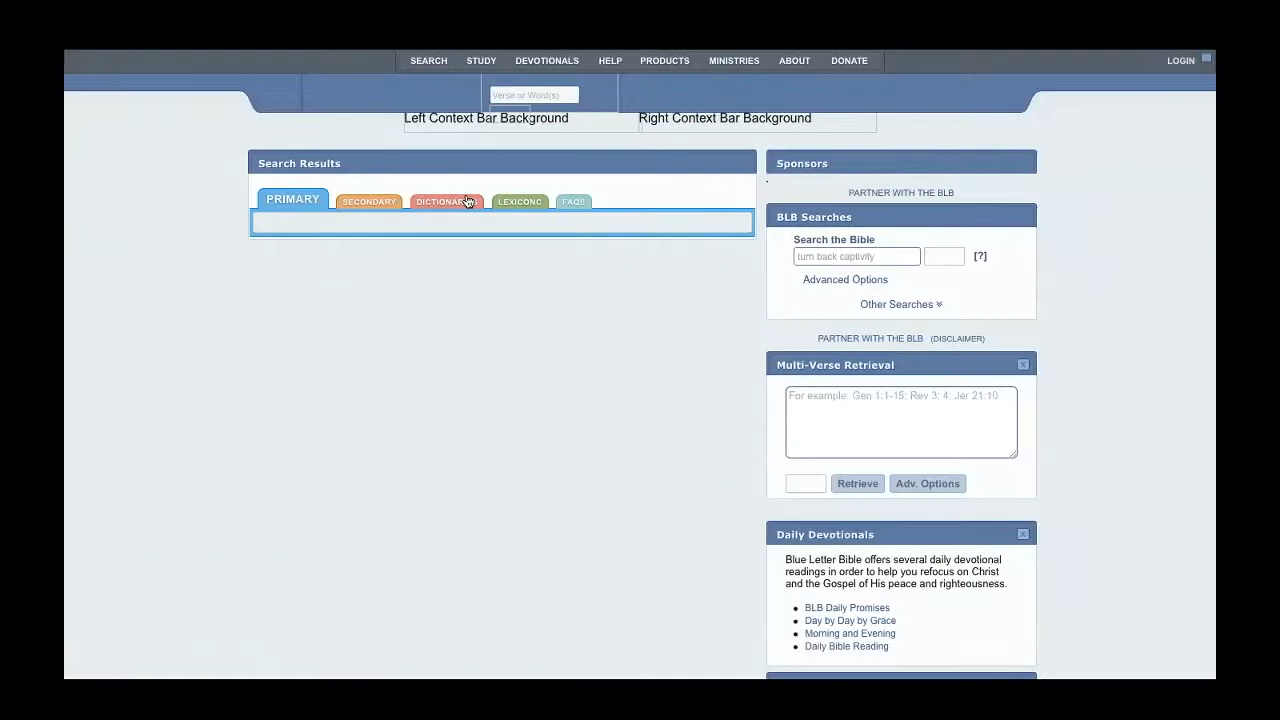 SEARCH STUDY DEVOTIONALS HELP PRODUCTS MINISTRIES ABOUT DONATE LOGIN
Verse or Word(s)
Left Context Bar Background Right Context Bar Background
Search Results
PRIMARY SECONDARY LEXICONC FAQS
Sponsors
PARTNER WITH THE BLB
BLB Searches
Search the Bible
turn back captivity [?]
Advanced Options
Other Searches
PARTNER WITH THE BLB (DISCLAIMER)
Multi-Verse Retrieval x
For example: Gen 1:1-15; Rev 3; 4; Jer 21:10
Retrieve Adv. Options
Daily Devotionals x
Blue Letter Bible offers several daily devotional
readings in order to help you refocus on Christ
and the Gospel of His peace and righteousness.
• BLB Daily Promises
• Day by Day by Grace
• Morning and Evening
• Daily Bible Reading